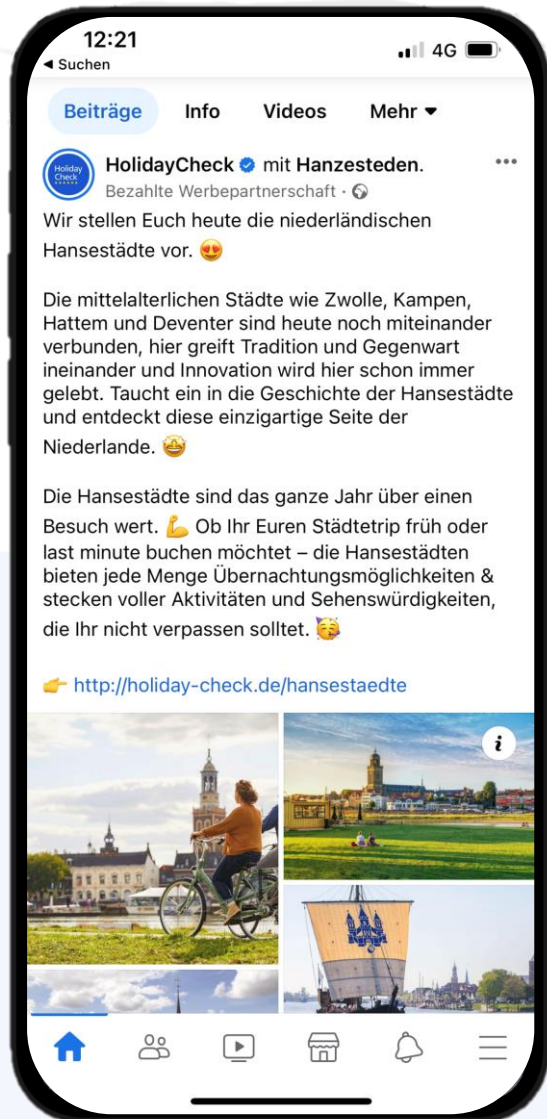 12:21
4G
◀ Suchen
Beiträge Info Videos Mehr ▼
Holiday
Check
HolidayCheck mit Hanzesteden.
Bezahlte Werbepartnerschaft ·
Wir stellen Euch heute die niederländischen
Hansestädte vor. 😍
Die mittelalterlichen Städte wie Zwolle, Kampen,
Hattem und Deventer sind heute noch miteinander
verbunden, hier greift Tradition und Gegenwart
ineinander und Innovation wird hier schon immer
gelebt. Taucht ein in die Geschichte der Hansestädte
und entdeckt diese einzigartige Seite der
Niederlande. 🤩
Die Hansestädte sind das ganze Jahr über einen
Besuch wert. 💪 Ob Ihr Euren Städtetrip früh oder
last minute buchen möchtet – die Hansestädten
bieten jede Menge Übernachtungsmöglichkeiten &
stecken voller Aktivitäten und Sehenswürdigkeiten,
die Ihr nicht verpassen solltet. 🥳
👉 http://holiday-check.de/hansestaedte
i